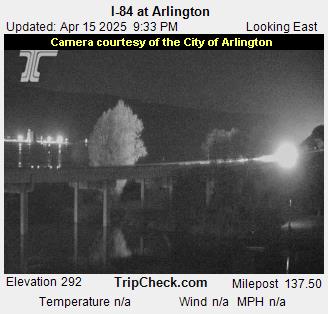 I-84 at Arlington
Updated: Apr 15 2025 9:33 PM Looking East
Camera courtesy of the City of Arlington
Elevation 292 TripCheck.com Milepost 137.50
Temperature n/a Wind n/a MPH n/a